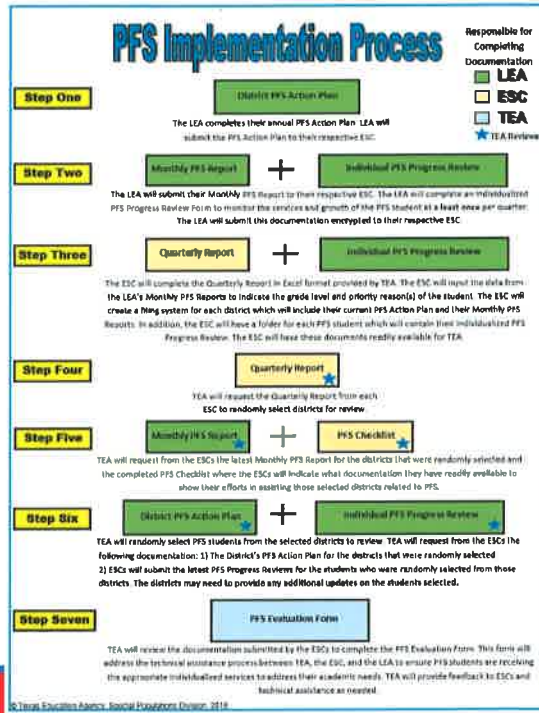 PFS Implementation Process
Responsible for
Completing
Documentation
LEA
ESC
TEA
TEA Review
Step One
District PFS Action Plan
The LEA completes their annual PFS Action Plan. LEA will
submit the PFS Action Plan to their respective ESC.
Step Two
Monthly PFS Report
+
Individual PFS Progress Review
The LEA will submit their Monthly PFS Report to their respective ESC. The LEA will complete an Individualized
PFS Progress Review Form to monitor the services and growth of the PFS Student at least once per quarter.
The LEA will submit this documentation encrypted to their respective ESC
Step Three
Quarterly Report
+
Individual PFS Progress Review
The ESC will complete the Quarterly Report in Excel format provided by TEA. The ESC will input the data from
the LEA's Monthly PFS Reports to indicate the grade level and priority reason(s) of the student. The ESC will
create a filing system for each district which will include their current PFS Action Plan and their Monthly PFS
Reports. In addition, the ESC will have a folder for each PFS student which will contain their individualized PFS
Progress Review. The ESC will have these documents readily available for TEA.
Step Four
Quarterly Report
TEA will request the Quarterly Report from each
ESC to randomly select districts for review
Step Five
Monthly PFS Report
+
PFS Checklist
TEA will request from the ESCs the latest Monthly PFS Report for the districts that were randomly selected and
the completed PFS Checklist where the ESCs will indicate what documentation they have readily available to
show their efforts in assisting those selected districts related to PFS.
Step Six
District PFS Action Plan
+
Individual PFS Progress Review
TEA will randomly select PFS students from the selected districts to review. TEA will request from the ESCs the
following documentation: 1) The District's PFS Action Plan for the districts that were randomly selected
2) ESCs will submit the latest PFS Progress Reviews for the students who were randomly selected from those
districts. The districts may need to provide any additional updates on the students selected.
Step Seven
PFS Evaluation Form
TEA will review the documentation submitted by the ESCs to complete the PFS Evaluation Form. This form will
address the technical assistance process between TEA, the ESC, and the LEA to ensure PFS students are receiving
the appropriate individualized services to address their academic needs. TEA will provide feedback to ESCs and
technical assistance as needed.
© Texas Education Agency, Special Populations Division, 2018